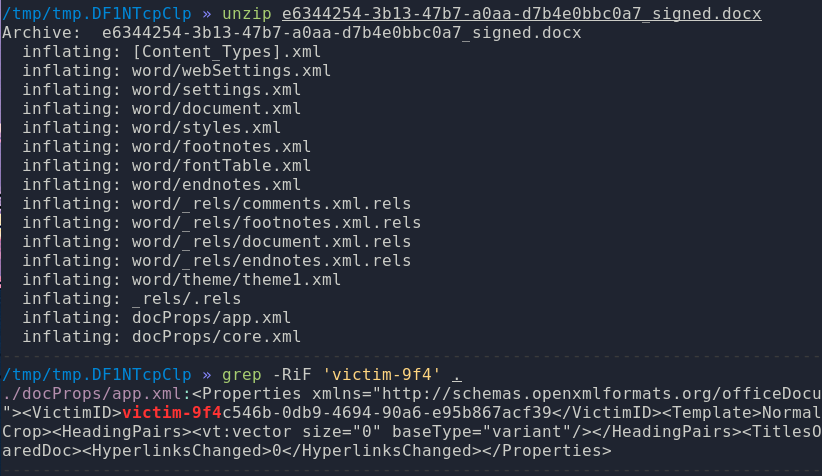 /tmp/tmp.DF1NTcpClp » unzip e6344254-3b13-47b7-a0aa-d7b4e0bbc0a7_signed.docx
Archive:  e6344254-3b13-47b7-a0aa-d7b4e0bbc0a7_signed.docx
  inflating: [Content_Types].xml
  inflating: word/webSettings.xml
  inflating: word/settings.xml
  inflating: word/document.xml
  inflating: word/styles.xml
  inflating: word/footnotes.xml
  inflating: word/fontTable.xml
  inflating: word/endnotes.xml
  inflating: word/_rels/comments.xml.rels
  inflating: word/_rels/footnotes.xml.rels
  inflating: word/_rels/document.xml.rels
  inflating: word/_rels/endnotes.xml.rels
  inflating: word/theme/theme1.xml
  inflating: _rels/.rels
  inflating: docProps/app.xml
  inflating: docProps/core.xml
/tmp/tmp.DF1NTcpClp » grep -RiF 'victim-9f4' .
./docProps/app.xml:<Properties xmlns="http://schemas.openxmlformats.org/officeDocu
"><VictimID>victim-9f4c546b-0db9-4694-90a6-e95b867acf39</VictimID><Template>Normal
Crop><HeadingPairs><vt:vector size="0" baseType="variant"/></HeadingPairs><TitlesO
aredDoc><HyperlinksChanged>0</HyperlinksChanged></Properties>